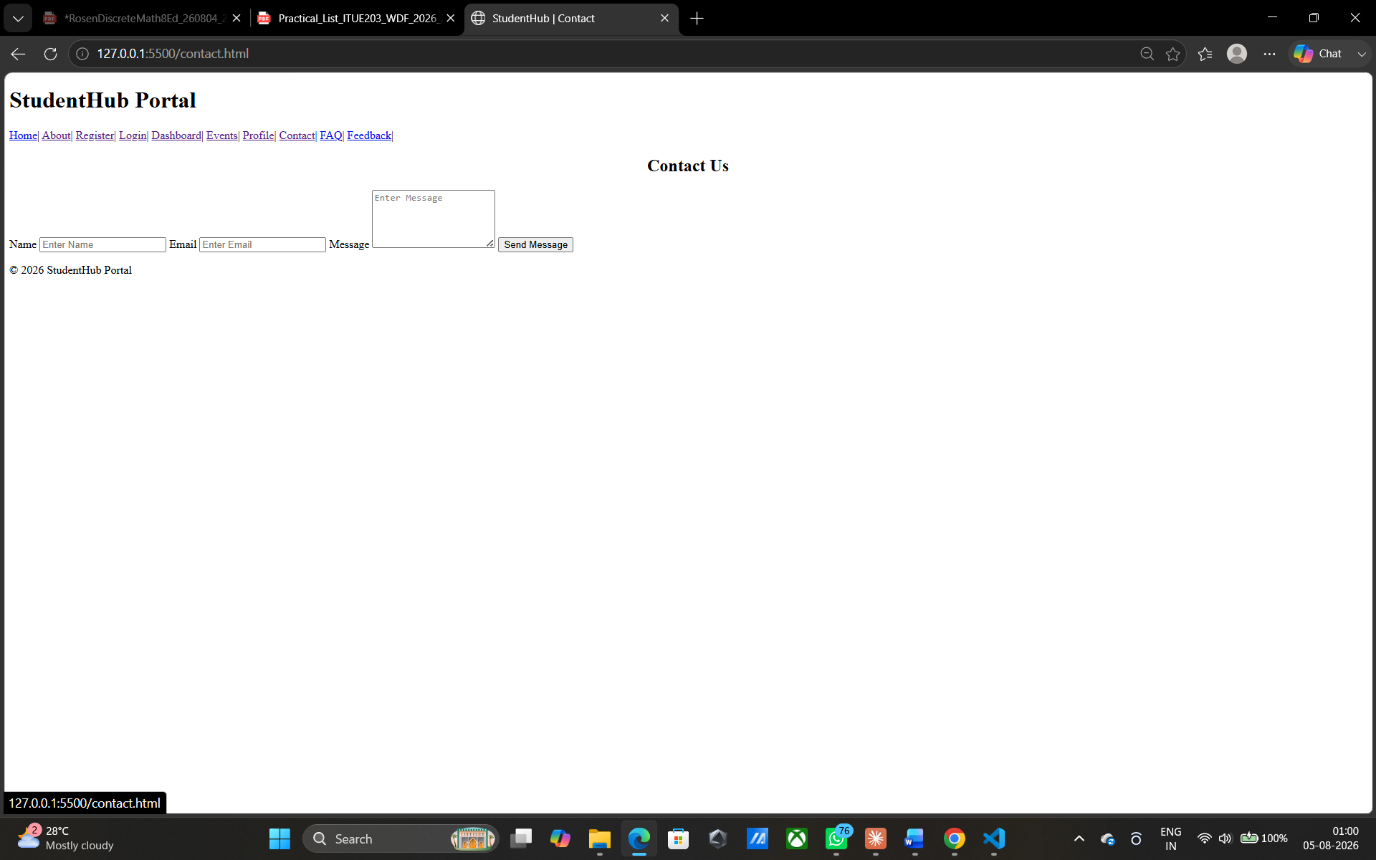 *RosenDiscreteMath8Ed_260804_2
Practical_List_ITUE203_WDF_2026_
StudentHub | Contact
127.0.0.1:5500/contact.html
Chat
StudentHub Portal
Home| About| Register| Login| Dashboard| Events| Profile| Contact| FAQ| Feedback|
Contact Us
Enter Message
Name Enter Name Email Enter Email Message Send Message
© 2026 StudentHub Portal
127.0.0.1:5500/contact.html
2
28°C
Mostly cloudy
Search
76
ENG
IN
100%
01:00
05-08-2026